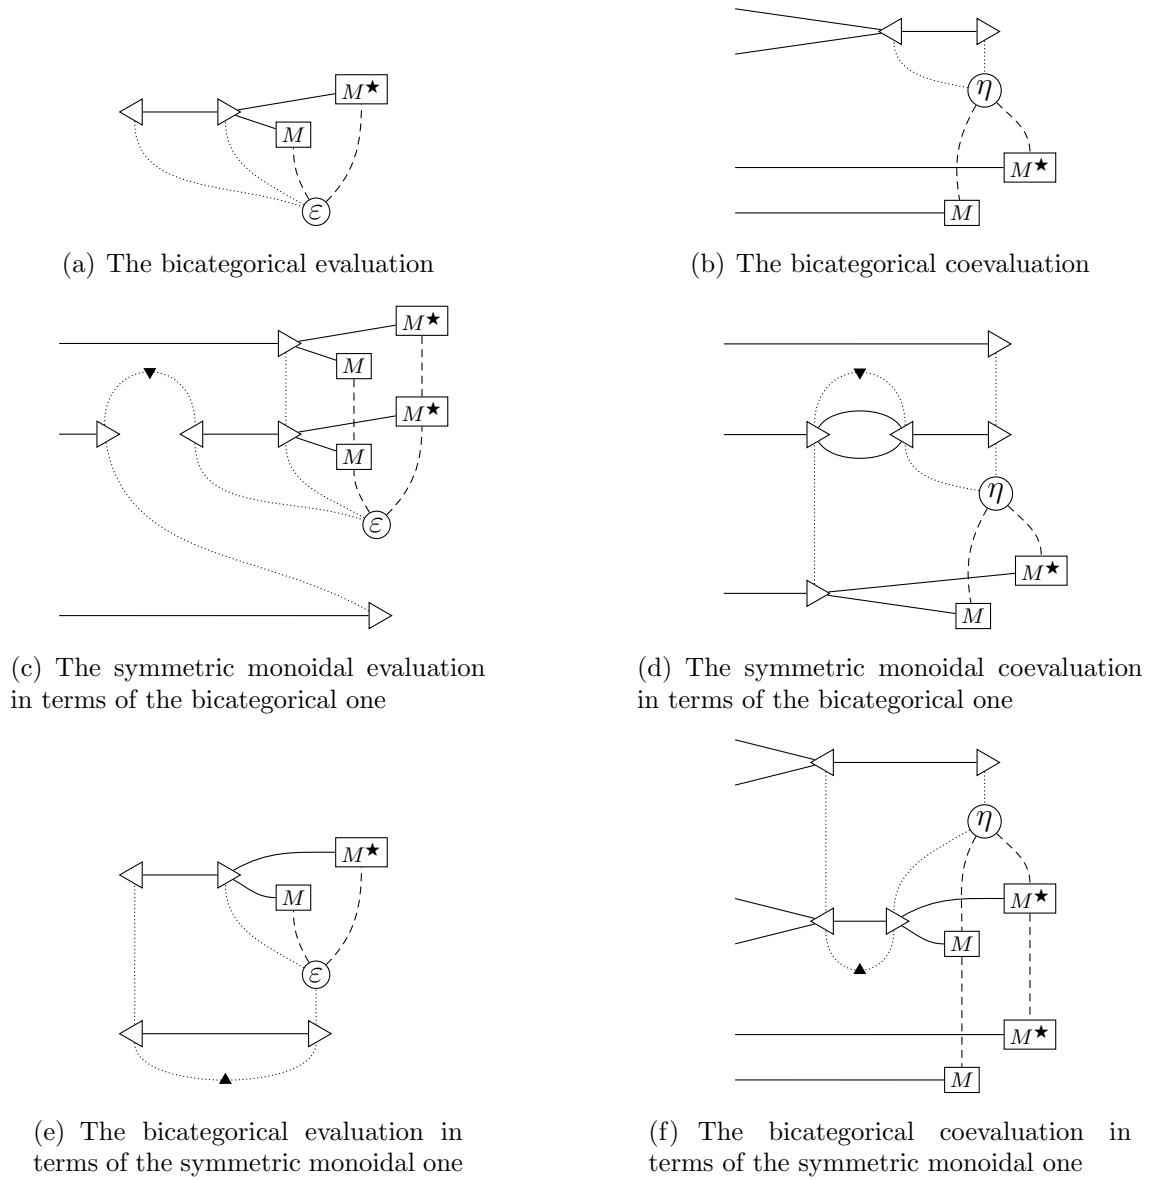 M★
M
ε
(a) The bicategorical evaluation
η
M★
M
(b) The bicategorical coevaluation
M★
M
M★
M
ε
(c) The symmetric monoidal evaluation
in terms of the bicategorical one
η
M★
M
(d) The symmetric monoidal coevaluation
in terms of the bicategorical one
M★
M
ε
(e) The bicategorical evaluation in
terms of the symmetric monoidal one
η
M★
M
M★
M
(f) The bicategorical coevaluation in
terms of the symmetric monoidal one